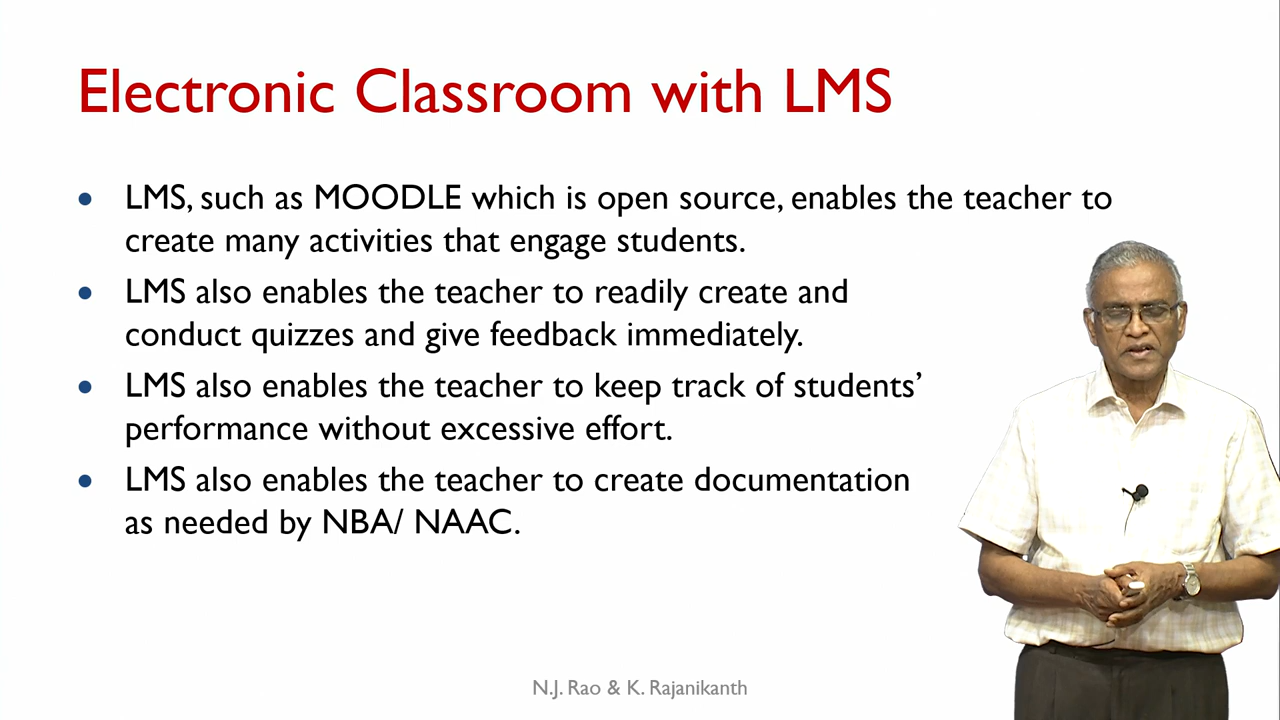 Electronic Classroom with LMS
• LMS, such as MOODLE which is open source, enables the teacher to
create many activities that engage students.
• LMS also enables the teacher to readily create and
conduct quizzes and give feedback immediately.
• LMS also enables the teacher to keep track of students’
performance without excessive effort.
• LMS also enables the teacher to create documentation
as needed by NBA/ NAAC.
N.J. Rao & K. Rajanikanth